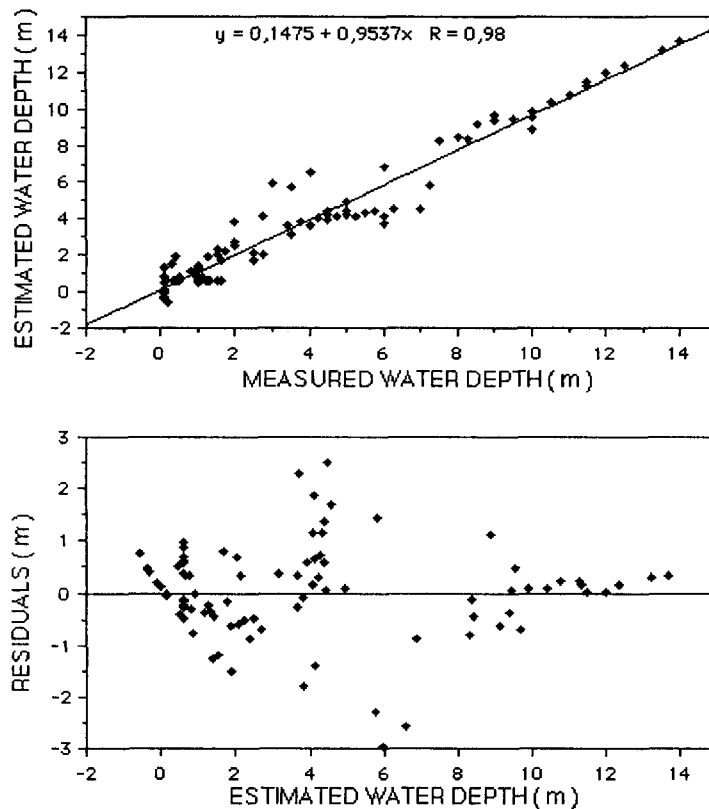 y = 0,1475 + 0,9537x R = 0,98
ESTIMATED WATER DEPTH (m)
14
12
10
8
6
4
2
0
-2
-2 0 2 4 6 8 10 12 14
MEASURED WATER DEPTH (m)
RESIDUALS (m)
3
2
1
0
-1
-2
-3
-2 0 2 4 6 8 10 12 14
ESTIMATED WATER DEPTH (m)